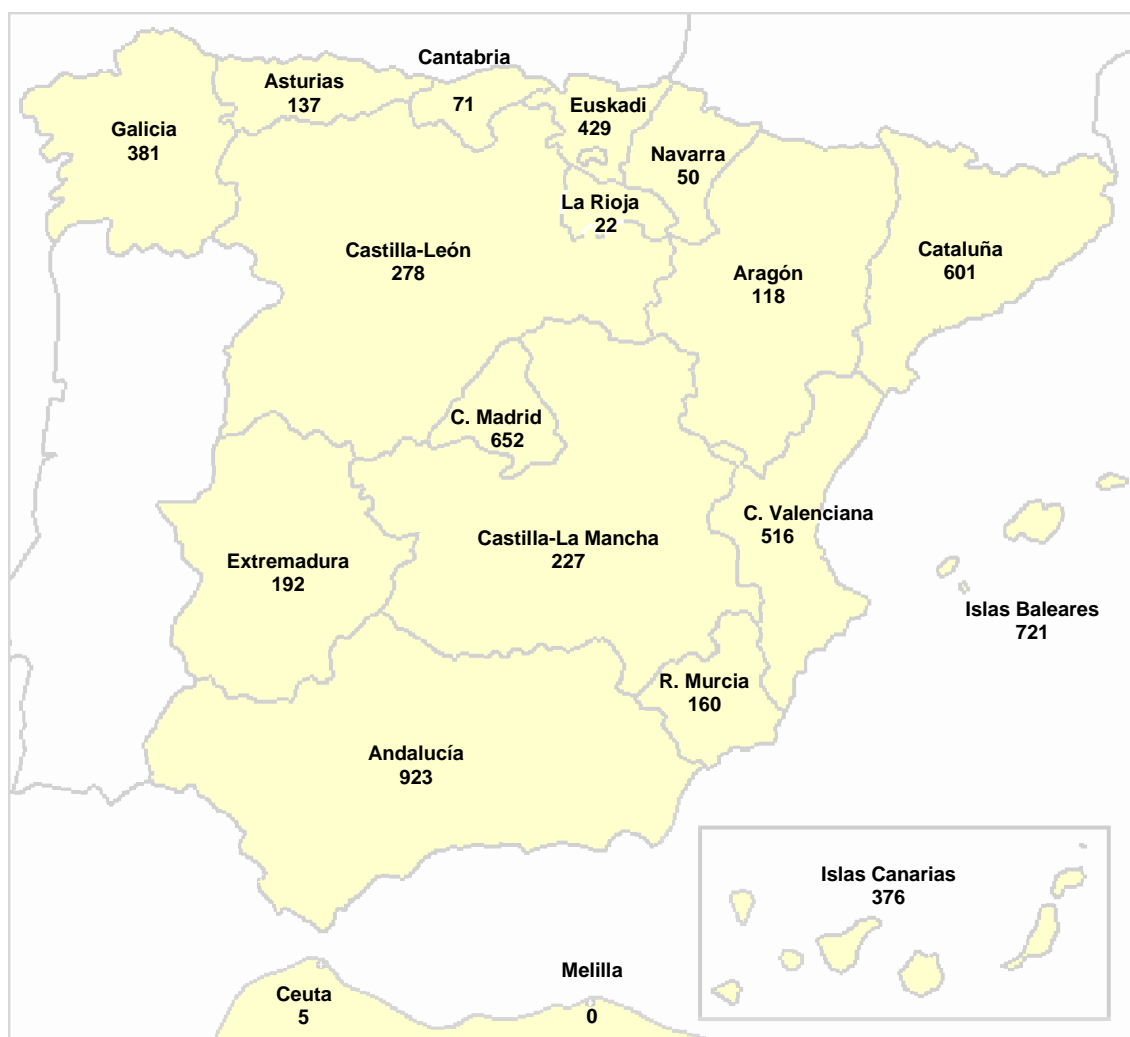 Cantabria
71
Asturias
137
Euskadi
429
Galicia
381
Navarra
50
La Rioja
22
Castilla-León
278
Aragón
118
Cataluña
601
C. Madrid
652
C. Valenciana
516
Castilla-La Mancha
227
Extremadura
192
Islas Baleares
721
R. Murcia
160
Andalucía
923
Islas Canarias
376
Melilla
0
Ceuta
5